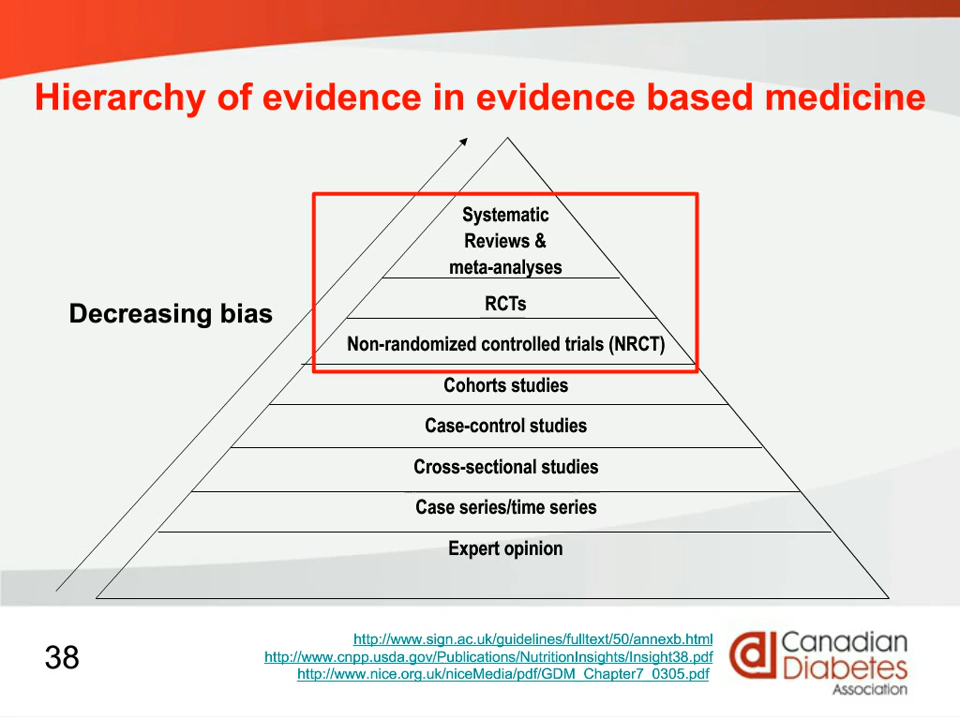 Hierarchy of evidence in evidence based medicine
Systematic
Reviews &
meta-analyses
RCTs
Decreasing bias
Non-randomized controlled trials (NRCT)
Cohorts studies
Case-control studies
Cross-sectional studies
Case series/time series
Expert opinion
38
http://www.sign.ac.uk/guidelines/fulltext/50/annexb.html
http://www.cnpp.usda.gov/Publications/NutritionInsights/Insight38.pdf
http://www.nice.org.uk/niceMedia/pdf/GDM_Chapter7_0305.pdf
Canadian
Diabetes
Association